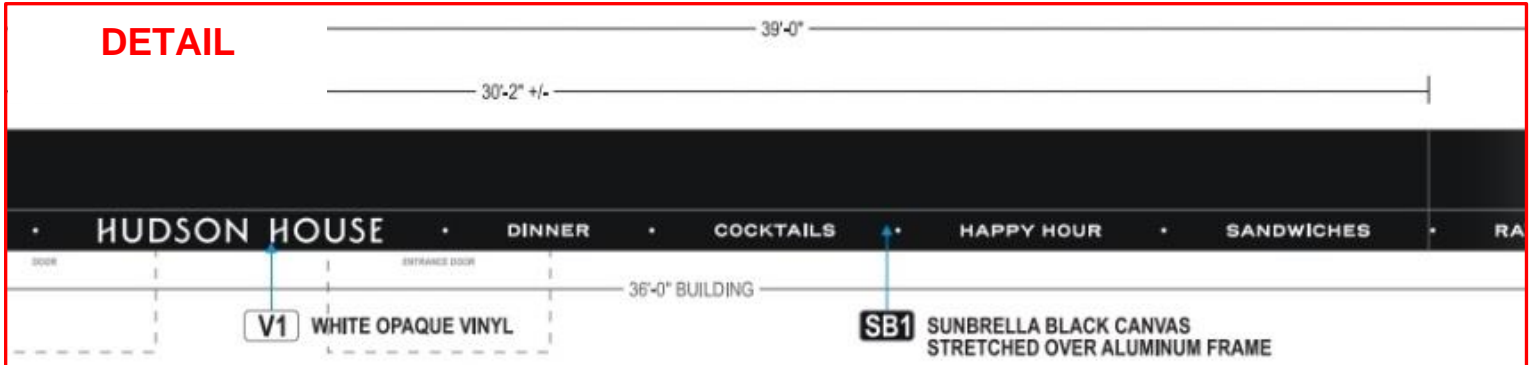 DETAIL
39'-0"
30'-2" +/-
• HUDSON HOUSE • DINNER • COCKTAILS • HAPPY HOUR • SANDWICHES • RA
DOOR
ENTRANCE DOOR
36'-0" BUILDING
V1 WHITE OPAQUE VINYL
SB1 SUNBRELLA BLACK CANVAS
STRETCHED OVER ALUMINUM FRAME